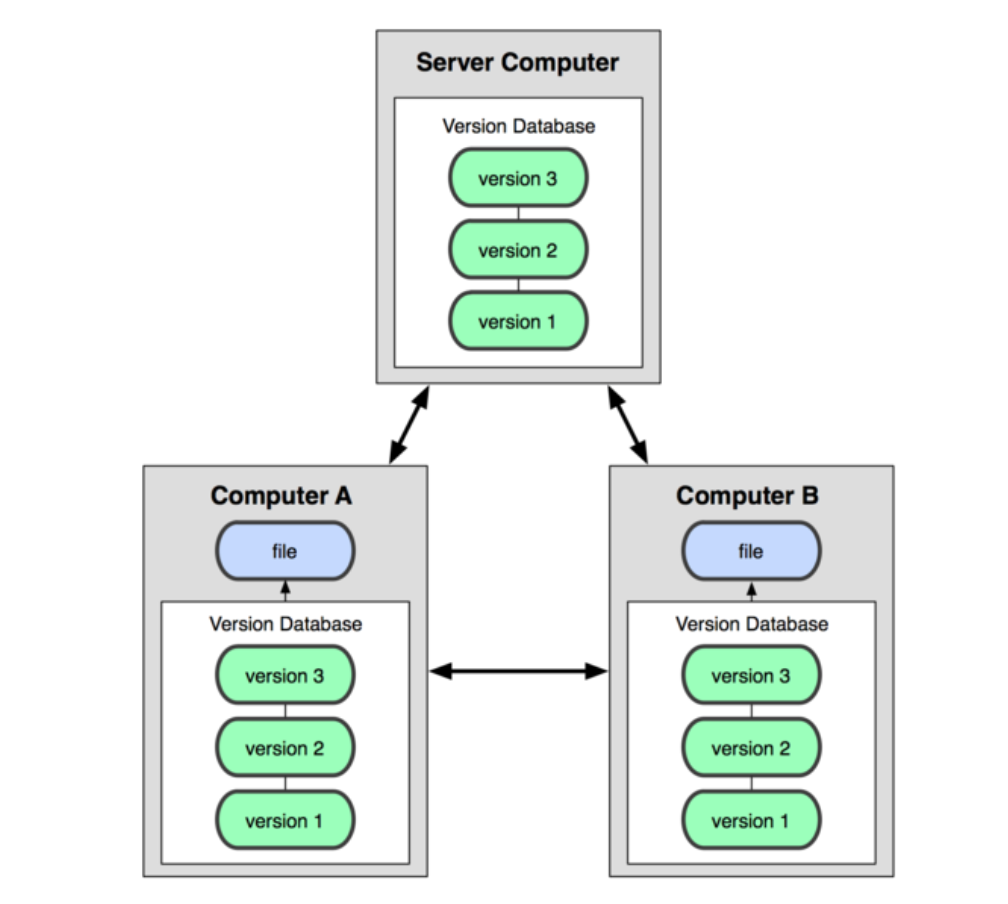 Server Computer
Version Database
version 3
version 2
version 1
Computer A
file
Version Database
version 3
version 2
version 1
Computer B
file
Version Database
version 3
version 2
version 1